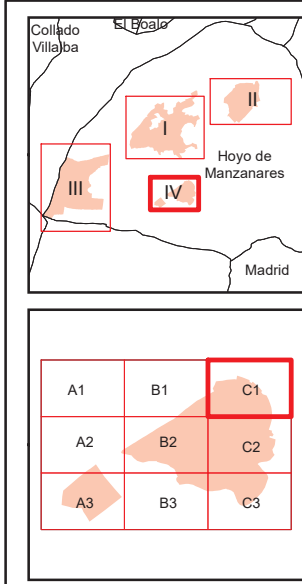 Collado
Villalba
El Boalo
II
I
Hoyo de
Manzanares
III
IV
Madrid
A1 B1 C1
A2 B2 C2
A3 B3 C3